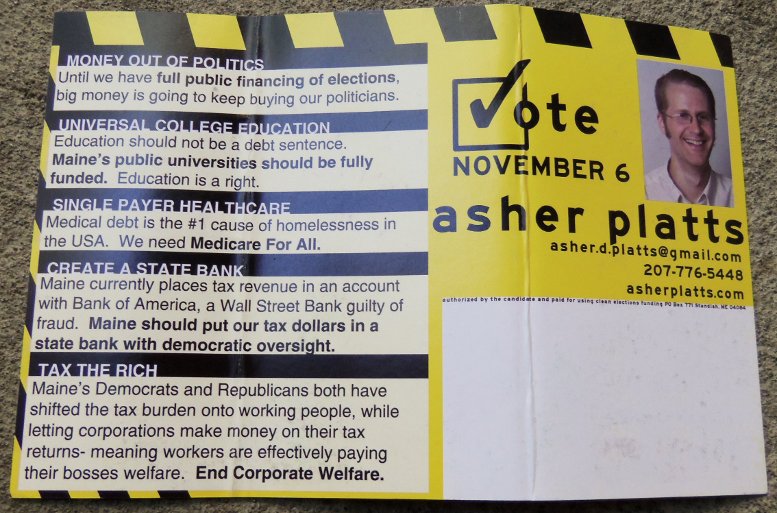 MONEY OUT OF POLITICS
Until we have full public financing of elections,
big money is going to keep buying our politicians.
UNIVERSAL COLLEGE EDUCATION
Education should not be a debt sentence.
Maine's public universities should be fully
funded. Education is a right.
SINGLE PAYER HEALTHCARE
Medical debt is the #1 cause of homelessness in
the USA. We need Medicare For All.
CREATE A STATE BANK
Maine currently places tax revenue in an account
with Bank of America, a Wall Street Bank guilty of
fraud. Maine should put our tax dollars in a
state bank with democratic oversight.
TAX THE RICH
Maine's Democrats and Republicans both have
shifted the tax burden onto working people, while
letting corporations make money on their tax
returns- meaning workers are effectively paying
their bosses welfare. End Corporate Welfare.
Vote
NOVEMBER 6
asher platts
asher.d.platts@gmail.com
207-776-5448
asherplatts.com
authorized by the candidate and paid for using clean elections funding PO Box 771 Standish, ME 04084